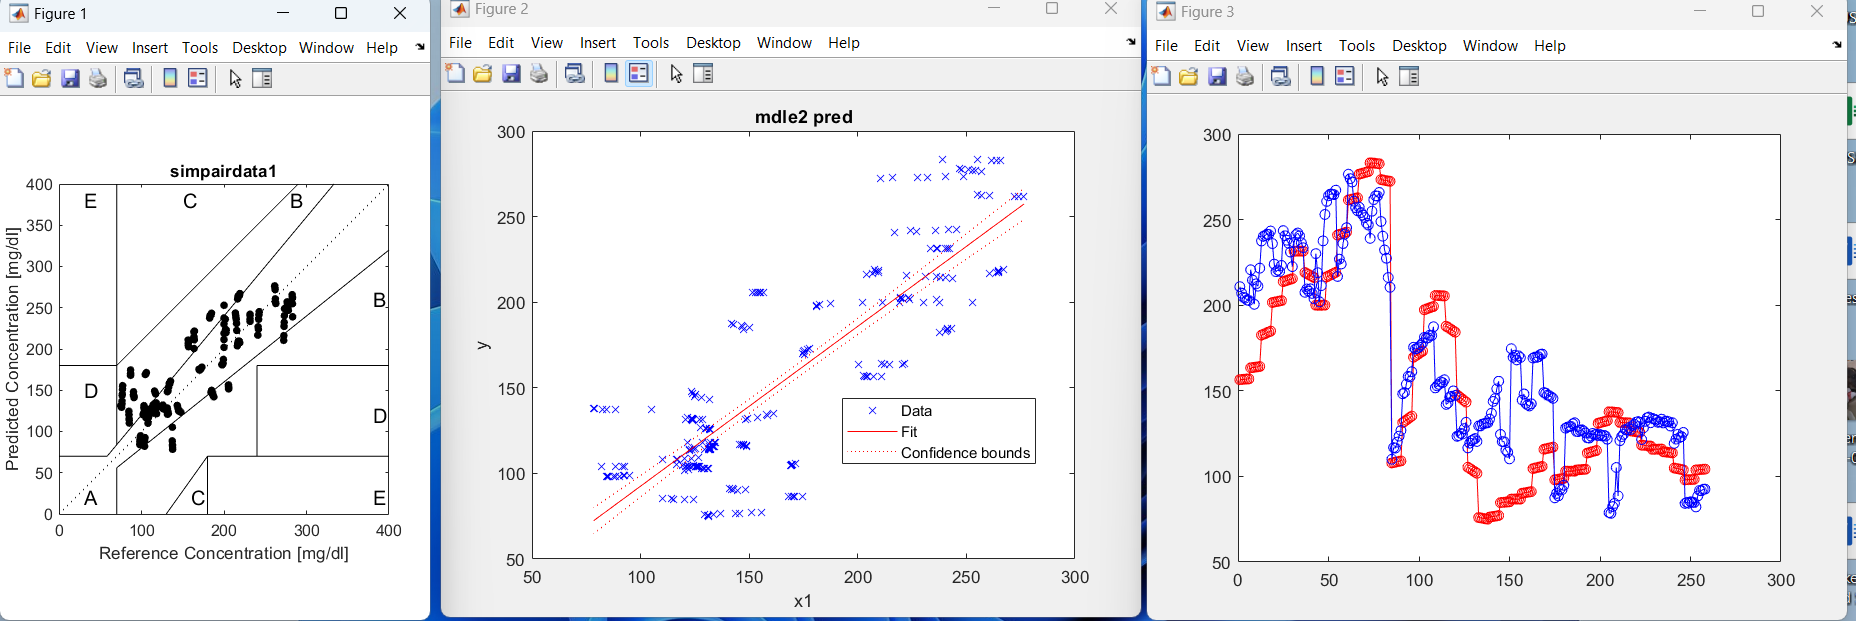 Figure 1
File Edit View Insert Tools Desktop Window Help
simpairdata1
Predicted Concentration [mg/dl]
400
350
300
250
200
150
100
50
0
E
C
B
B
D
D
A
C
E
0 100 200 300 400
Reference Concentration [mg/dl]
Figure 2
File Edit View Insert Tools Desktop Window Help
mdle2 pred
y
300
250
200
150
100
50
Data
Fit
Confidence bounds
50 100 150 200 250 300
x1
Figure 3
File Edit View Insert Tools Desktop Window Help
300
250
200
150
100
50
0 50 100 150 200 250 300